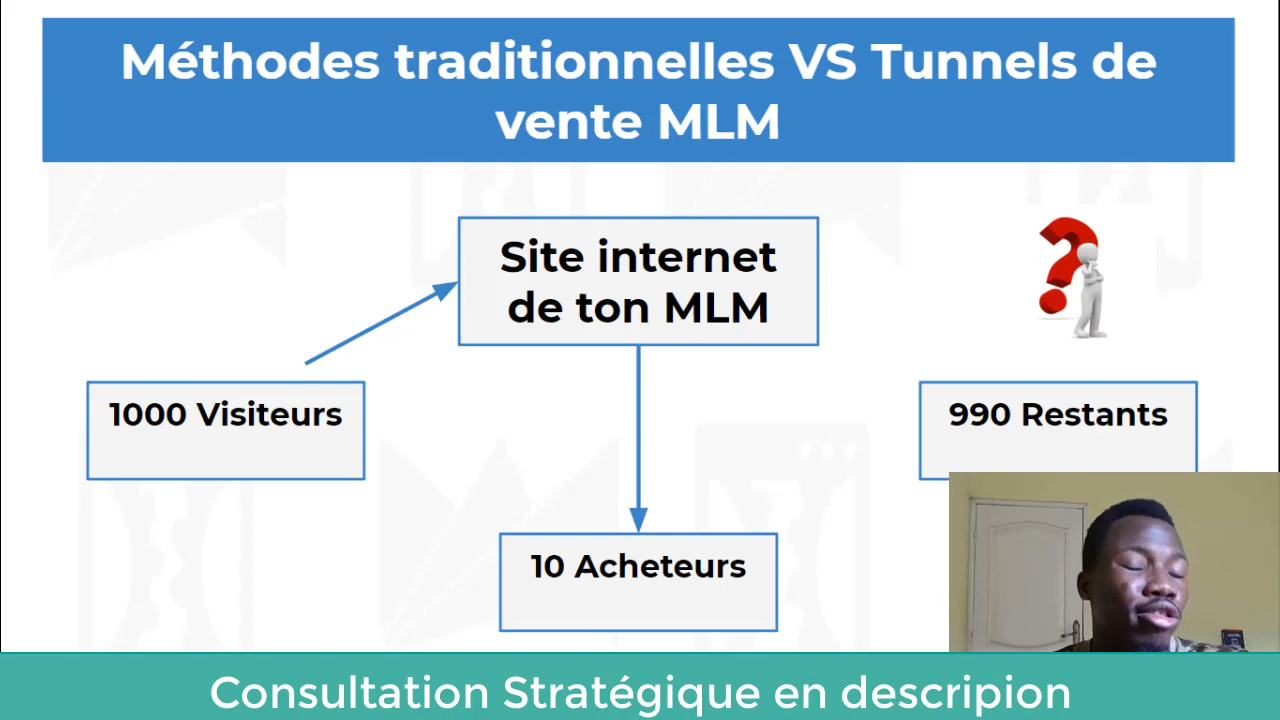 Méthodes traditionnelles VS Tunnels de
vente MLM
Site internet
de ton MLM
1000 Visiteurs
990 Restants
10 Acheteurs
Consultation Stratégique en descripion